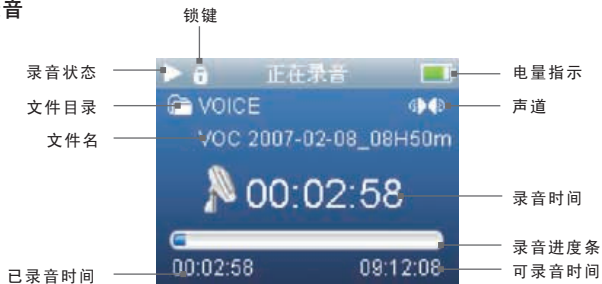 音
锁键
录音状态
正在录音
电量指示
文件目录
VOICE
声道
文件名
VOC 2007-02-08_08H50m
00:02:58
录音时间
录音进度条
已录音时间
00:02:58
09:12:08
可录音时间